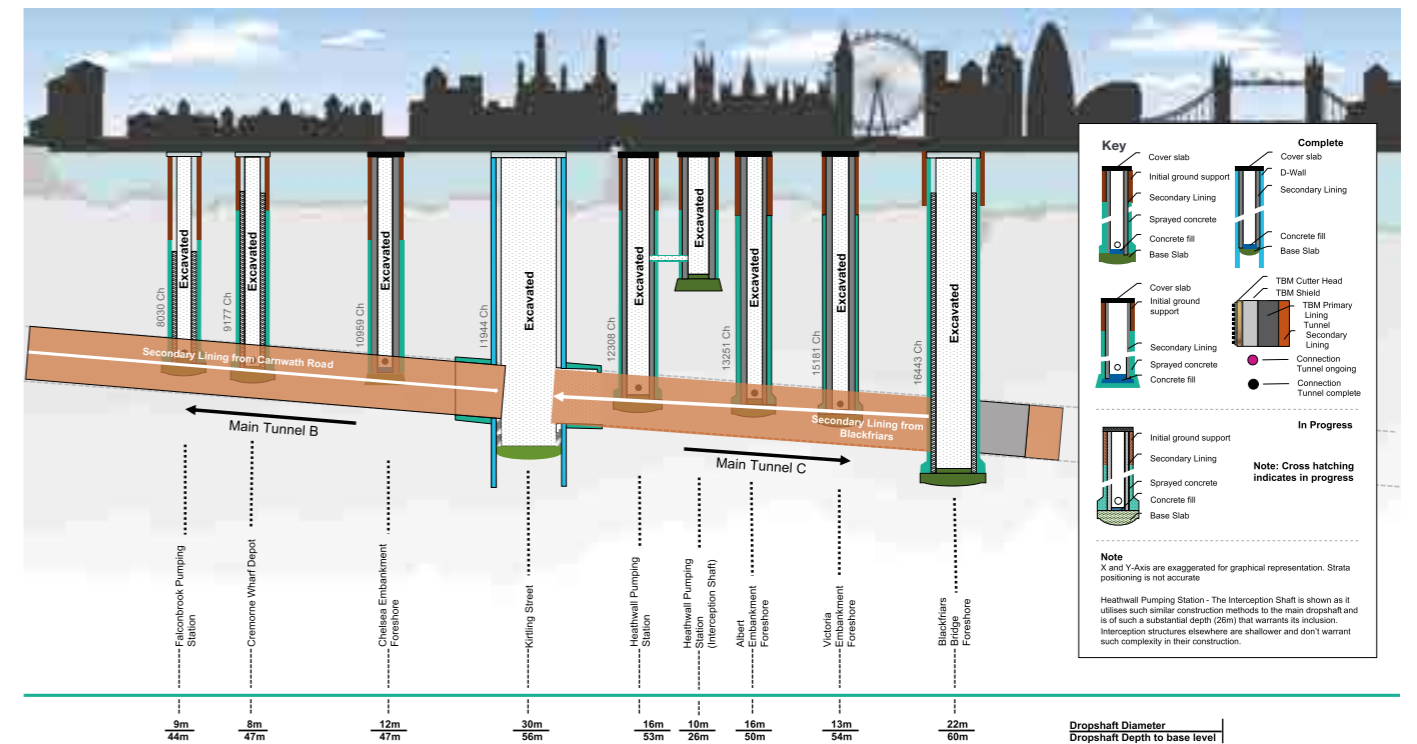 Excavated
Excavated
Excavated
Excavated
Excavated
Excavated
Excavated
Excavated
Excavated
8030 Ch
9177 Ch
10959 Ch
I1944 Ch
12308 Ch
13251 Ch
15181 Ch
16443 Ch
Secondary Lining from Carnwath Road
Main Tunnel B
Secondary Lining from
Blackfriars
Main Tunnel C
Falconbrook Pumping
Station
Cremorne Wharf Depot
Chelsea Embankment
Foreshore
Kirtling Street
Heathwall Pumping
Station
Heathwall Pumping
Station
(Interception Shaft)
Albert
Embankment
Foreshore
Victoria
Embankment
Foreshore
Blackfriars
Bridge
Foreshore
9m
44m
8m
47m
12m
47m
30m
56m
16m
53m
10m
26m
16m
50m
13m
54m
22m
60m
Dropshaft Diameter
Dropshaft Depth to base level
Key
Complete
Cover slab
Initial ground support
Secondary Lining
Sprayed concrete
Concrete fill
Base Slab
Cover slab
D-Wall
Secondary Lining
Concrete fill
Base Slab
Cover slab
Initial ground
support
Secondary Lining
Sprayed concrete
Concrete fill
TBM Cutter Head
TBM Shield
TBM Primary
Lining
Tunnel
Secondary
Lining
Connection
Tunnel ongoing
Connection
Tunnel complete
In Progress
Initial ground support
Secondary Lining
Sprayed concrete
Concrete fill
Base Slab
Note: Cross hatching
indicates in progress
Note
X and Y-Axis are exaggerated for graphical representation. Strata
positioning is not accurate
Heathwall Pumping Station - The Interception Shaft is shown as it
utilises such similar construction methods to the main dropshaft and
is of such a substantial depth (26m) that warrants its inclusion.
Interception structures elsewhere are shallower and don't warrant
such complexity in their construction.